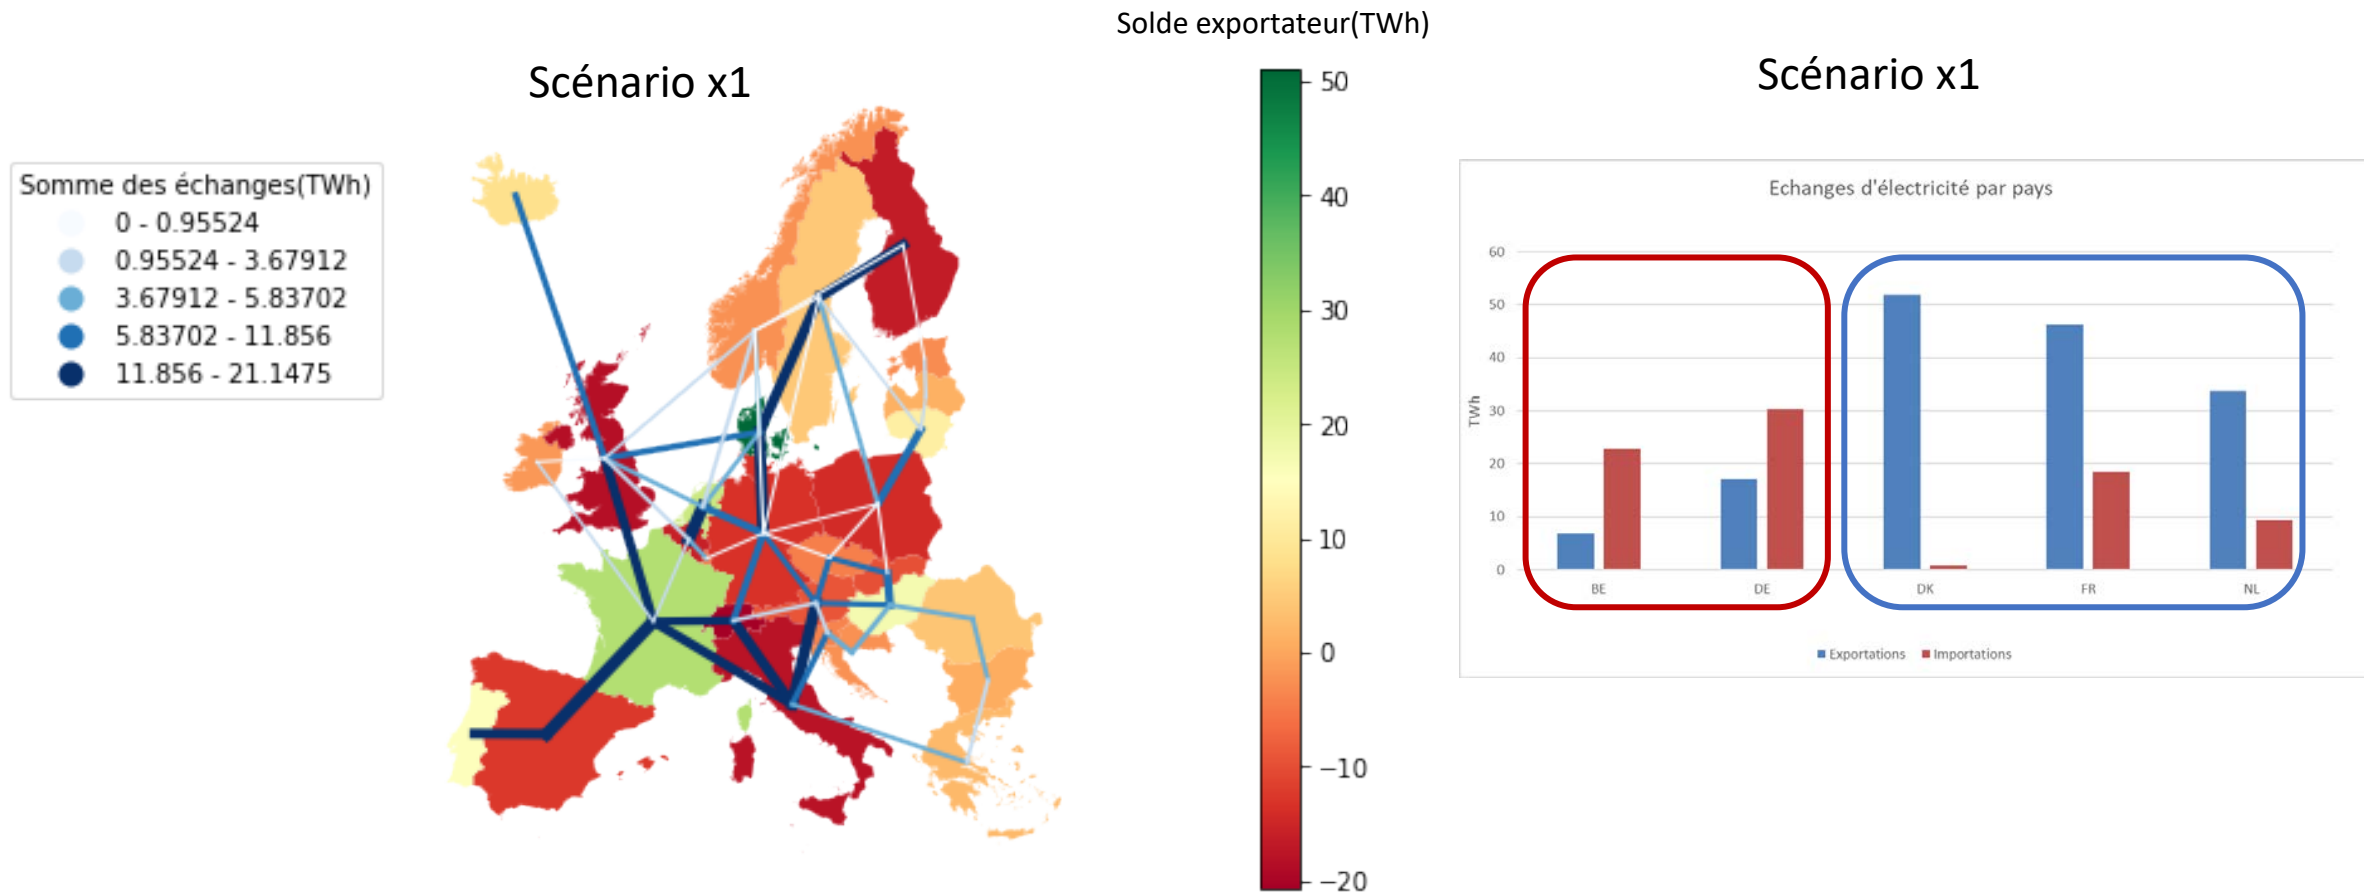 Solde exportateur(TWh)
Scénario x1
Somme des échanges(TWh)
0 - 0.95524
0.95524 - 3.67912
3.67912 - 5.83702
5.83702 - 11.856
11.856 - 21.1475
50
40
30
20
10
0
−10
−20
Scénario x1
Echanges d'électricité par pays
60
50
40
30
20
10
0
TWh
BE
DE
DK
FR
NL
Exportations
Importations